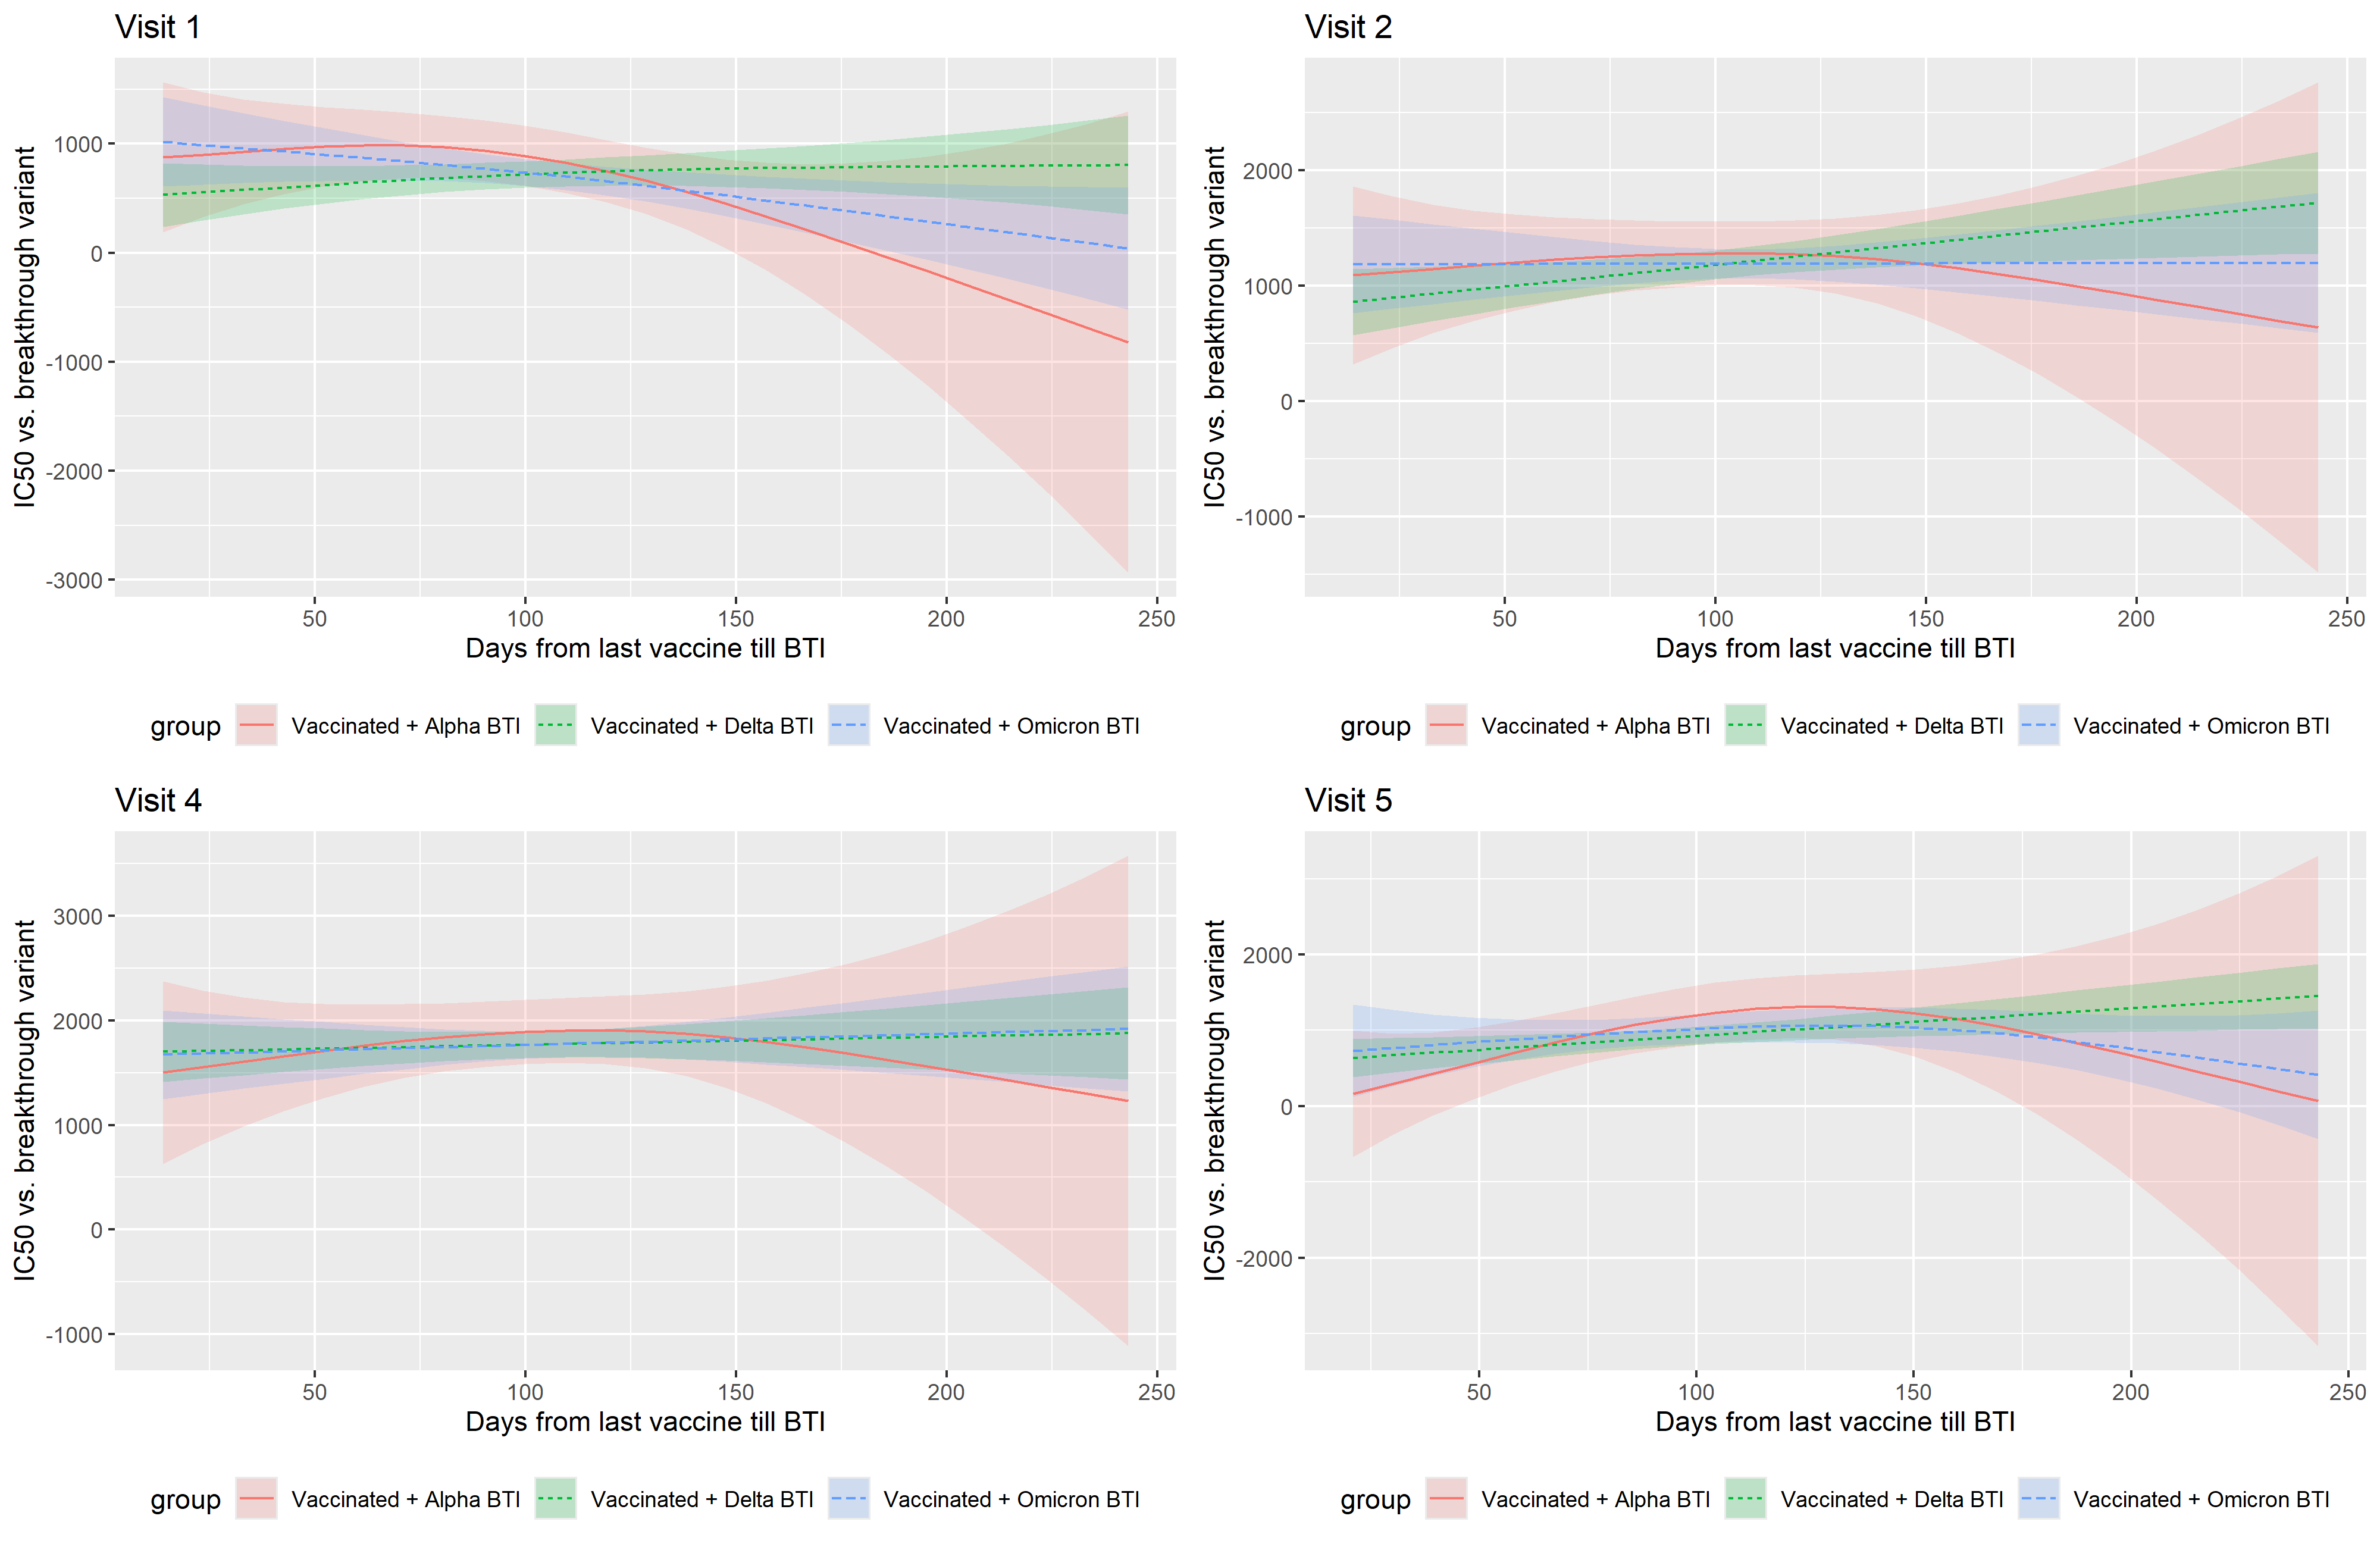 Visit 1
IC50 vs. breakthrough variant
1000
0
-1000
-2000
-3000
50 100 150 200 250
Days from last vaccine till BTI
group Vaccinated + Alpha BTI Vaccinated + Delta BTI Vaccinated + Omicron BTI
Visit 2
IC50 vs. breakthrough variant
2000
1000
0
-1000
50 100 150 200 250
Days from last vaccine till BTI
group Vaccinated + Alpha BTI Vaccinated + Delta BTI Vaccinated + Omicron BTI
Visit 4
IC50 vs. breakthrough variant
3000
2000
1000
0
-1000
50 100 150 200 250
Days from last vaccine till BTI
group Vaccinated + Alpha BTI Vaccinated + Delta BTI Vaccinated + Omicron BTI
Visit 5
IC50 vs. breakthrough variant
2000
0
-2000
50 100 150 200 250
Days from last vaccine till BTI
group Vaccinated + Alpha BTI Vaccinated + Delta BTI Vaccinated + Omicron BTI